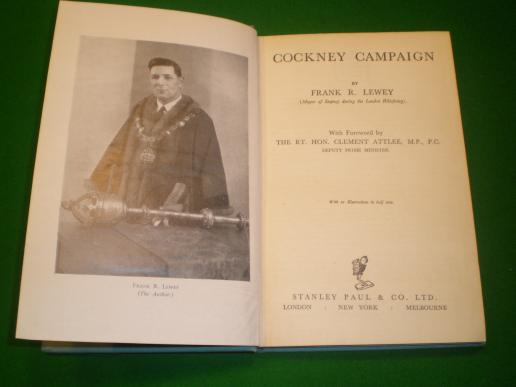 Frank R. Lewey
(The Author)
COCKNEY CAMPAIGN
BY
FRANK R. LEWEY
(Mayor of Stepney during the London Blitzkrieg).
With Foreword by
THE RT. HON. CLEMENT ATTLEE, M.P., P.C.
DEPUTY PRIME MINISTER.
With Illustrations in half tone.
STANLEY PAUL & CO. LTD.
LONDON : NEW YORK : MELBOURNE